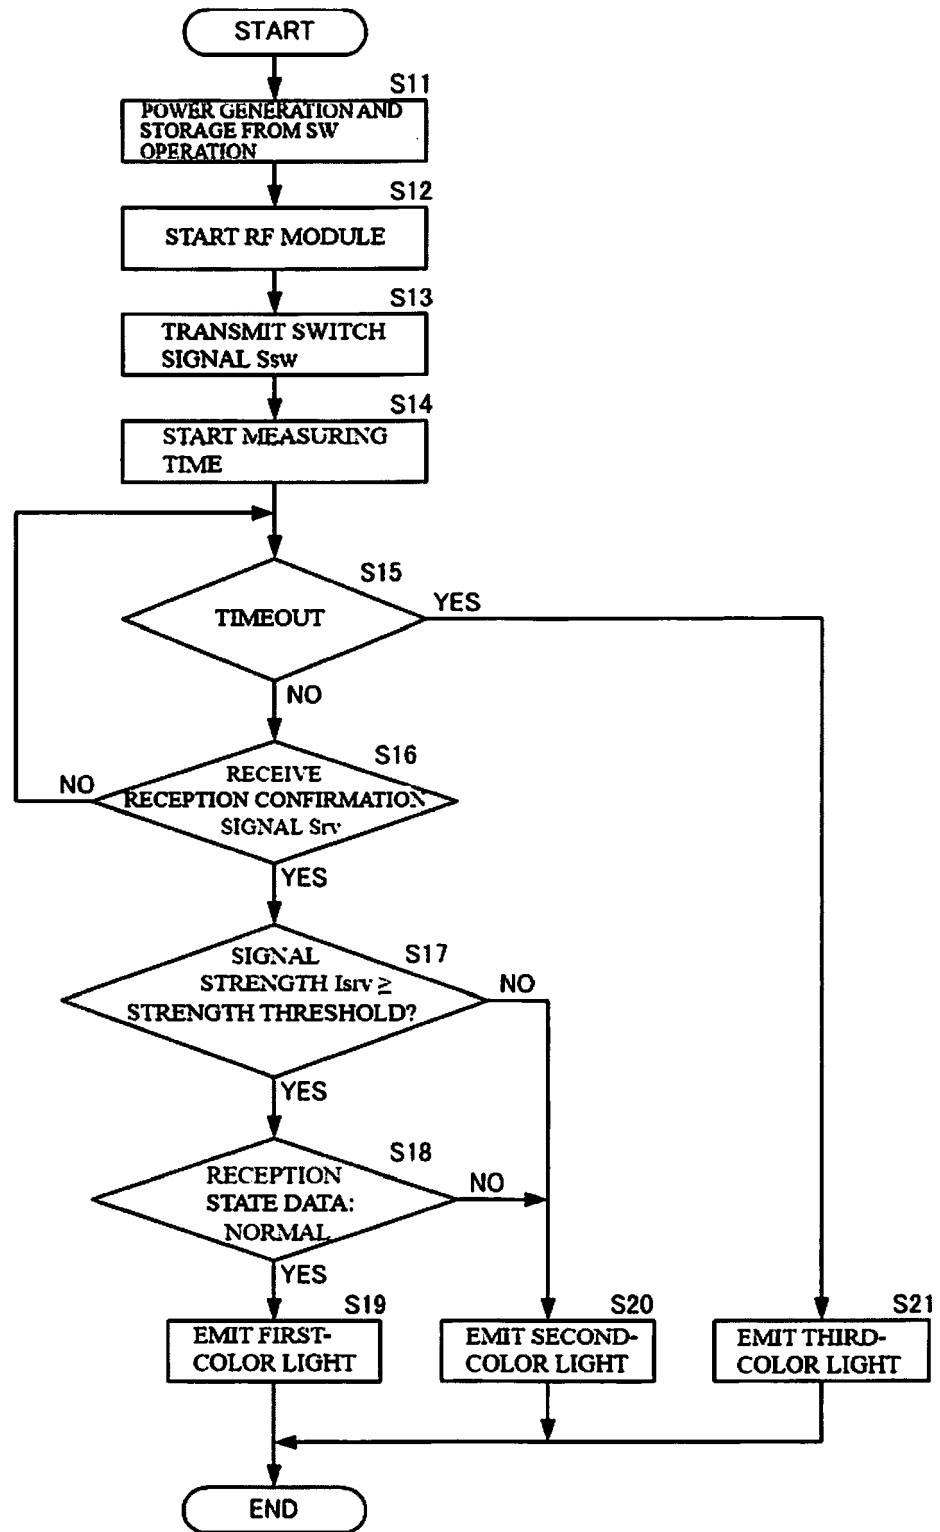 START
S11
POWER GENERATION AND
STORAGE FROM SW
OPERATION
S12
START RF MODULE
S13
TRANSMIT SWITCH
SIGNAL Ssw
S14
START MEASURING
TIME
S15
TIMEOUT
YES
NO
S16
RECEIVE
RECEPTION CONFIRMATION
SIGNAL Srv
NO
YES
S17
SIGNAL
STRENGTH Isrv ≥
STRENGTH THRESHOLD?
NO
YES
S18
RECEPTION
STATE DATA:
NORMAL
NO
YES
S19
EMIT FIRST-
COLOR LIGHT
S20
EMIT SECOND-
COLOR LIGHT
S21
EMIT THIRD-
COLOR LIGHT
END